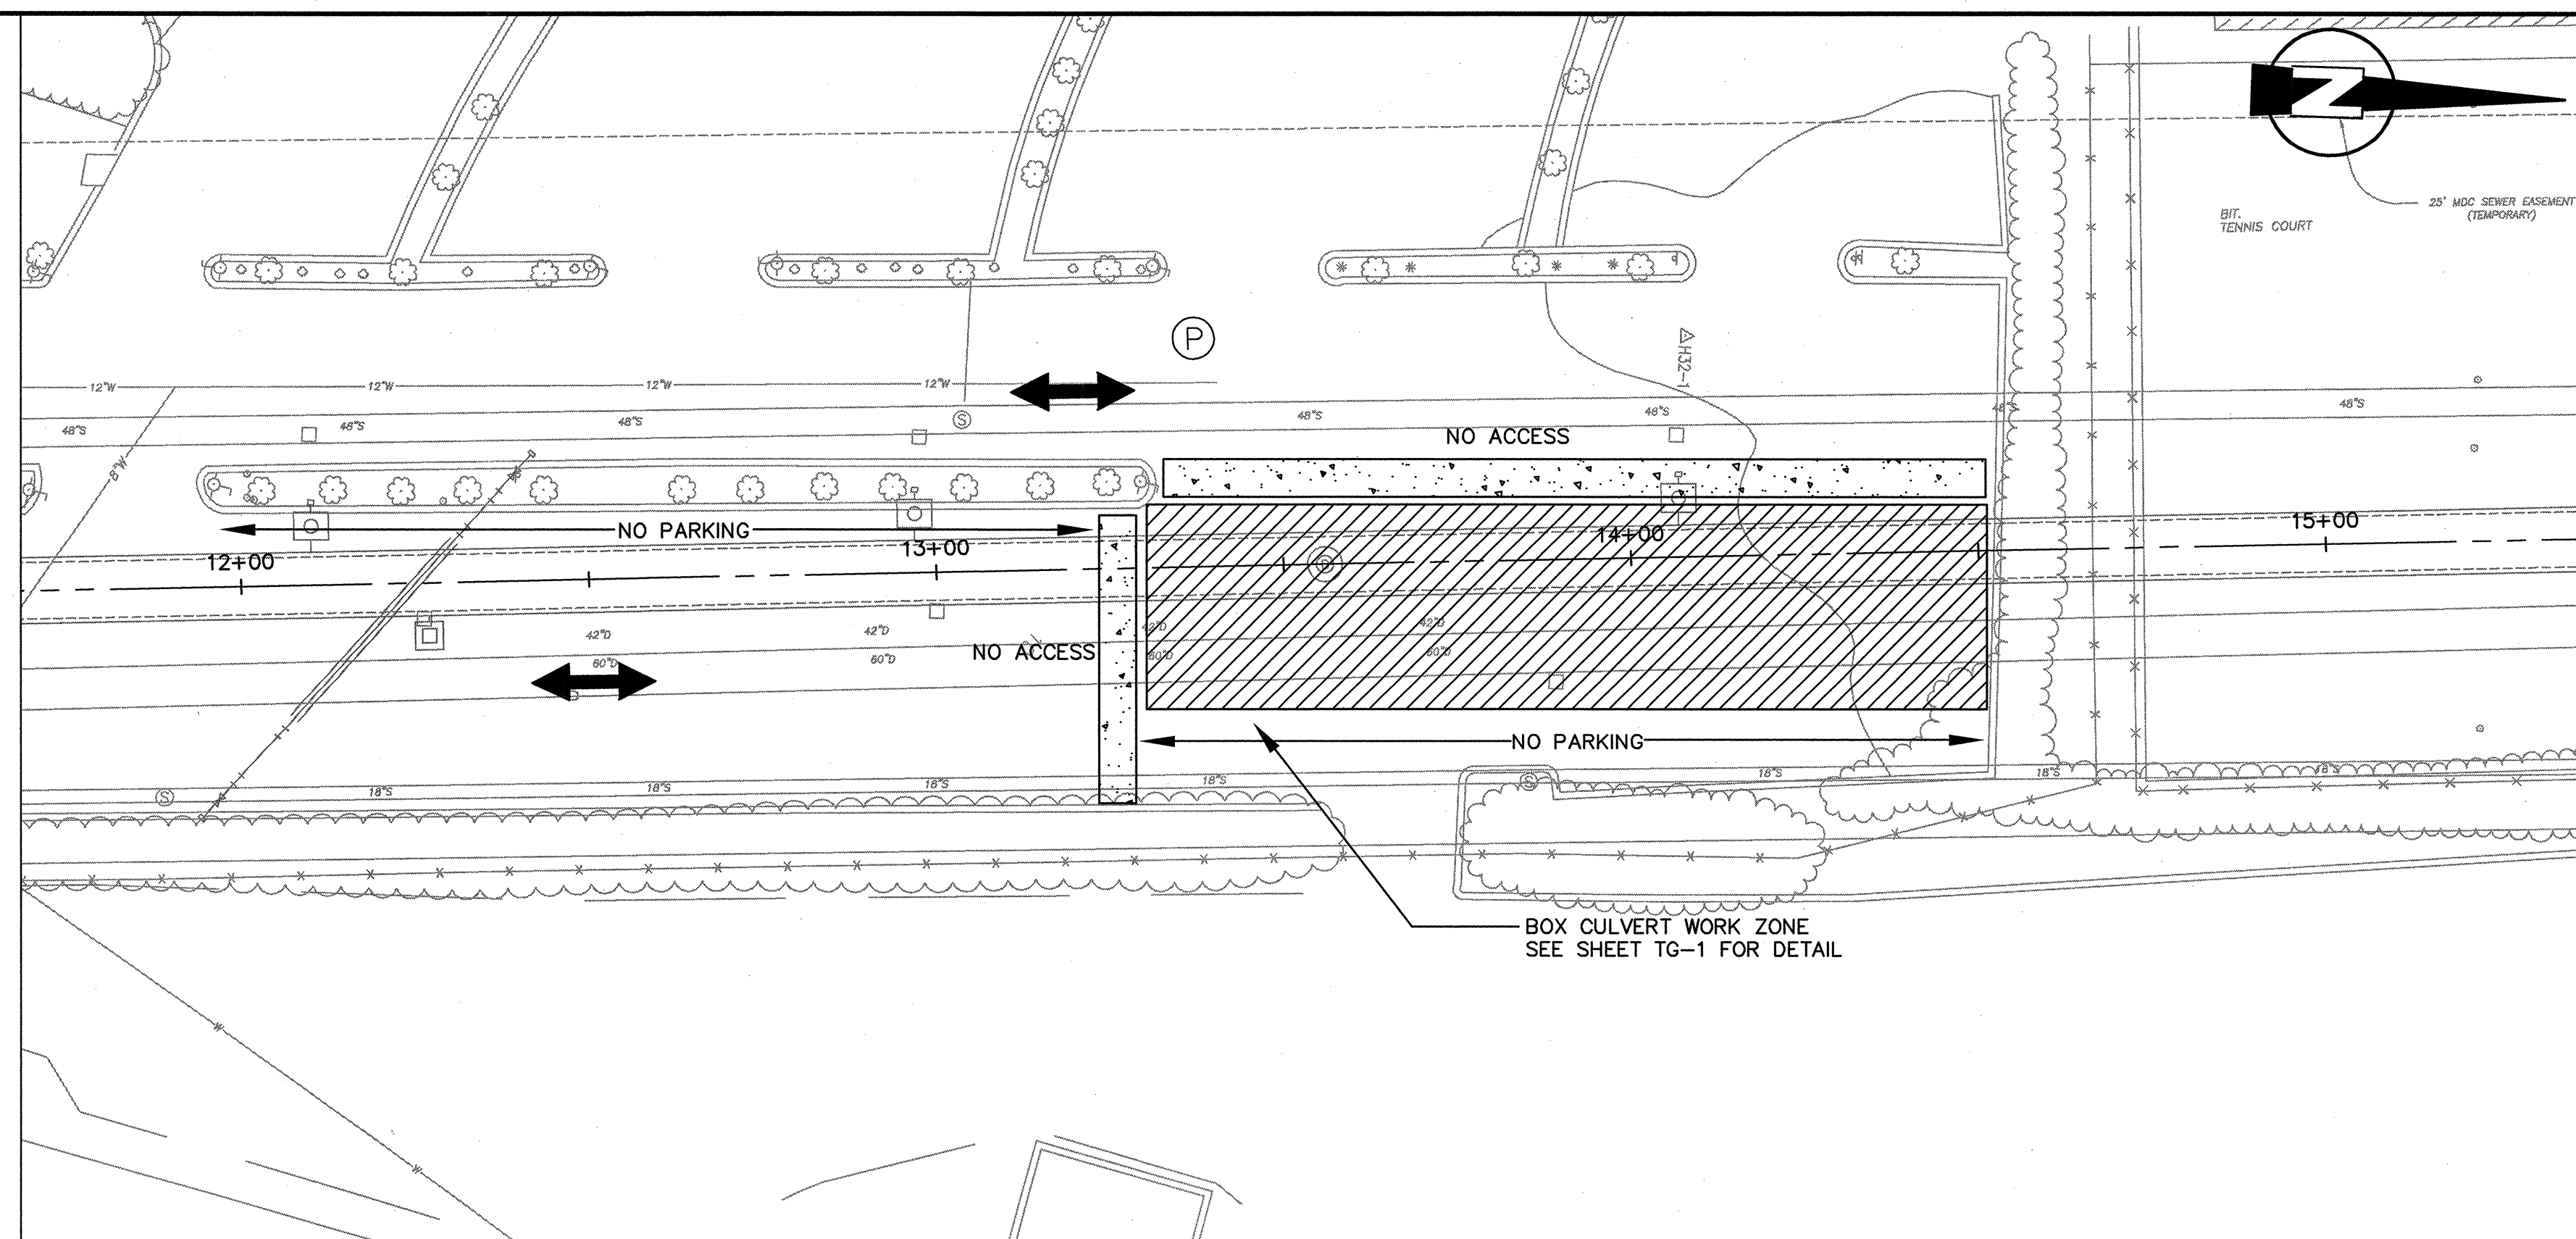 N
25' MDC SEWER EASEMENT
(TEMPORARY)
BIT.
TENNIS COURT
P
H32-1
12"W
12"W
12"W
12"W
8"W
48"S
48"S
48"S
48"S
48"S
48"S
48"S
S
NO ACCESS
NO PARKING
12+00
13+00
14+00
15+00
D
42"D
42"D
42"D
42"D
60"D
60"D
60"D
60"D
NO ACCESS
NO PARKING
S
S
18"S
18"S
18"S
18"S
18"S
18"S
18"S
BOX CULVERT WORK ZONE
SEE SHEET TG-1 FOR DETAIL
W
W